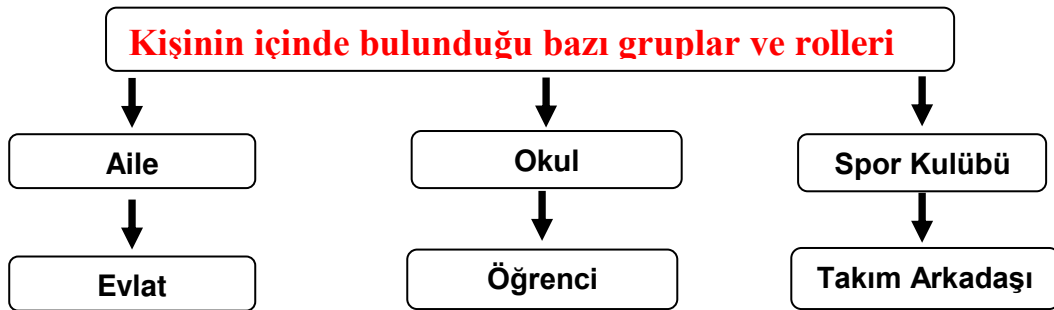 Kişinin içinde bulunduğu bazı gruplar ve rolleri
Aile
Okul
Spor Kulübü
Evlat
Öğrenci
Takım Arkadaşı